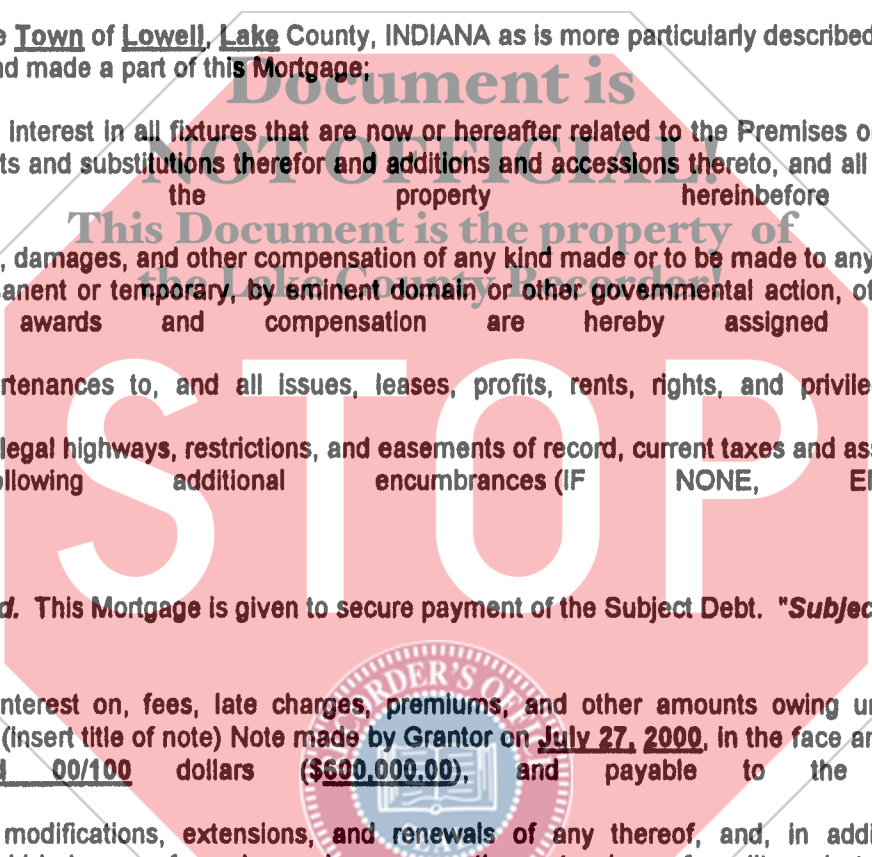 e Town of Lowell, Lake County, INDIANA as is more particularly described
nd made a part of this Mortgage;
Document is
interest in all fixtures that are now or hereafter related to the Premises o
NOT OFFICIAL!
ts and substitutions therefor and additions and accessions thereto, and all
the property hereinbefore
This Document is the property of
, damages, and other compensation of any kind made or to be made to any
the Lake County Recorder!
anent or temporary, by eminent domain or other governmental action, of
awards and compensation are hereby assigned
rtenances to, and all issues, leases, profits, rents, rights, and privile
STOP
legal highways, restrictions, and easements of record, current taxes and as
ollowing additional encumbrances (IF NONE, E
d. This Mortgage is given to secure payment of the Subject Debt. "Subjec
RECORDER'S OFFI
nterest on, fees, late charges, premiums, and other amounts owing u
(insert title of note) Note made by Grantor on July 27, 2000, in the face a
00/100 dollars ($600,000.00), and payable to the
modifications, extensions, and renewals of any thereof, and, in addi